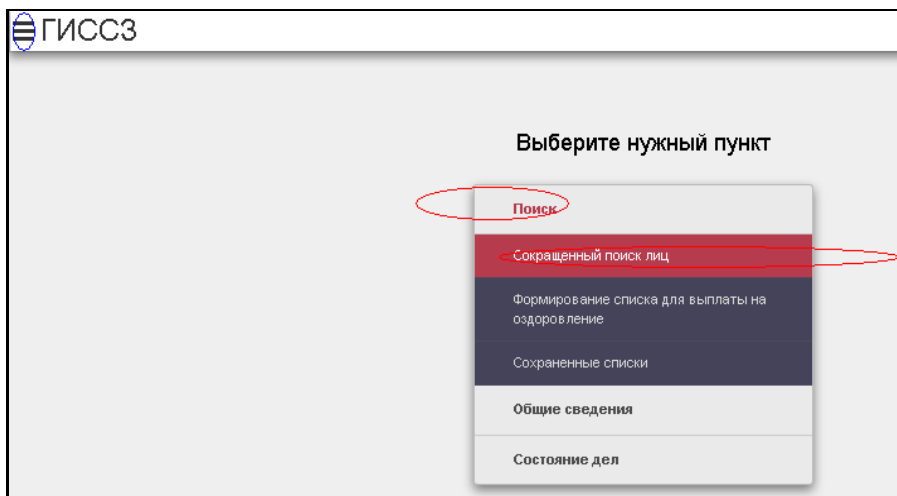 ГИССЗ
Выберите нужный пункт
Поиск
Сокращенный поиск лиц
Формирование списка для выплаты на
оздоровление
Сохраненные списки
Общие сведения
Состояние дел